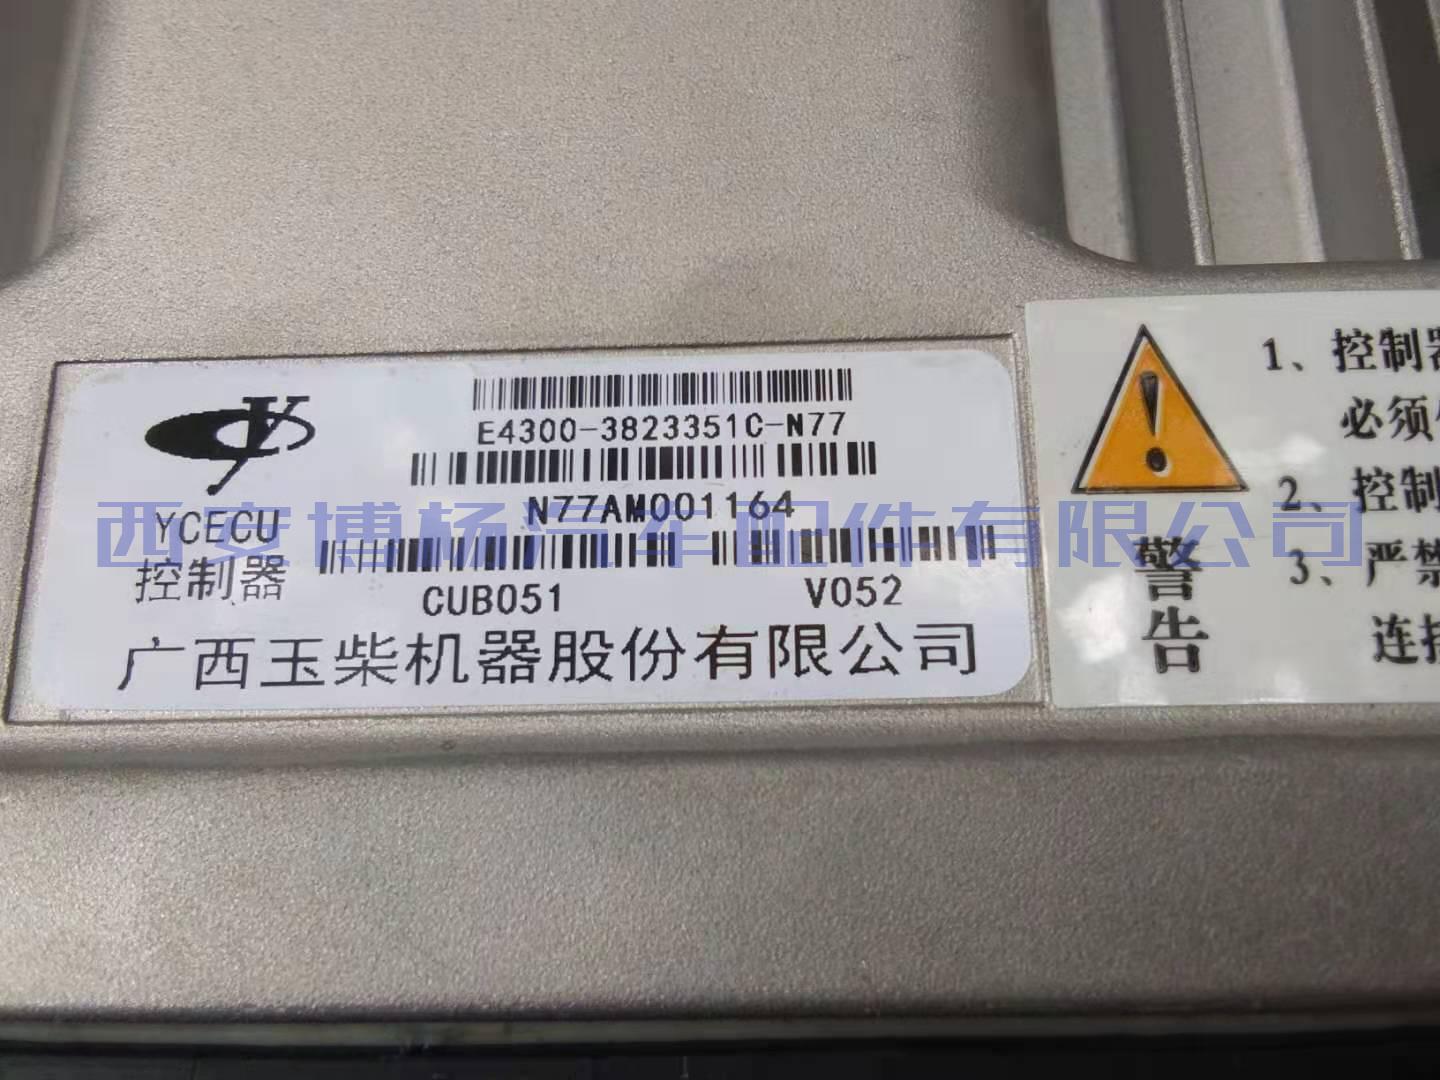 E4300-3823351C-N77
N77AM001164
YCECU
控制器
CUB051 V052
广西玉柴机器股份有限公司
警告
1、控制器
必须
2、控制
3、严禁
连接
西安博杨汽车配件有限公司